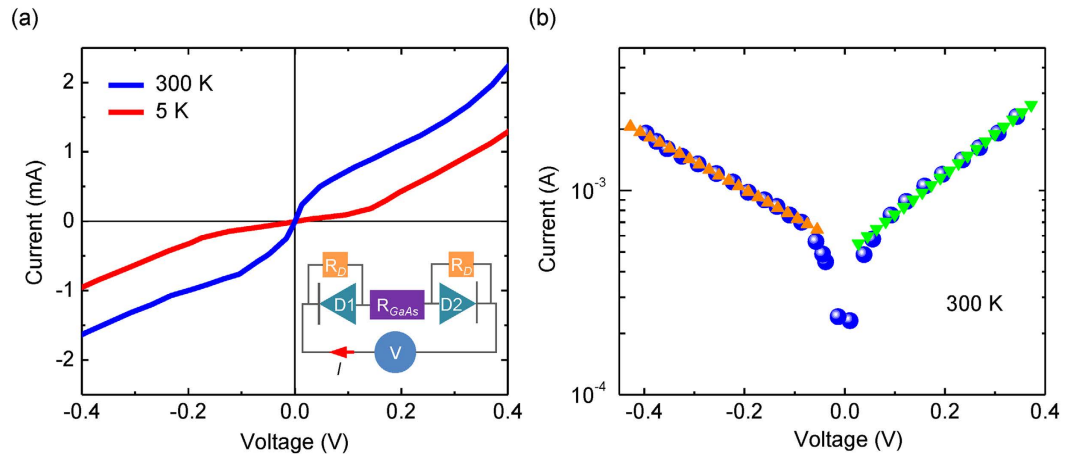 (a)
(b)
2
1
0
-1
-2
Current (mA)
300 K
5 K
R_D
R_D
D1
R_GaAs
D2
V
I
-0.4
-0.2
0.0
0.2
0.4
Voltage (V)
10^-3
10^-4
Current (A)
300 K
-0.4
-0.2
0.0
0.2
0.4
Voltage (V)